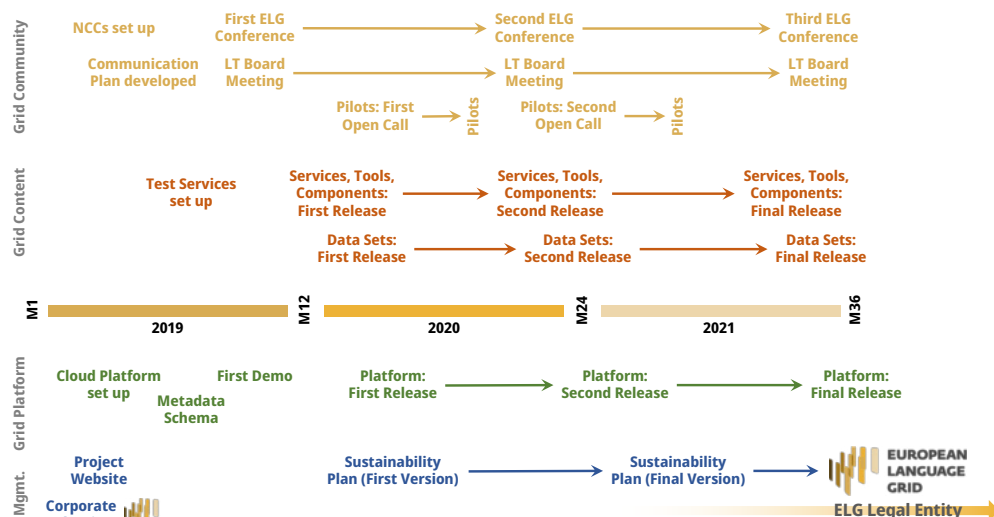 Grid Community
NCCs set up
First ELG
Conference
Second ELG
Conference
Third ELG
Conference
Communication
Plan developed
LT Board
Meeting
LT Board
Meeting
LT Board
Meeting
Pilots: First
Open Call
Pilots
Pilots: Second
Open Call
Pilots
Grid Content
Test Services
set up
Services, Tools,
Components:
First Release
Services, Tools,
Components:
Second Release
Services, Tools,
Components:
Final Release
Data Sets:
First Release
Data Sets:
Second Release
Data Sets:
Final Release
M1
M12
M24
M36
2019
2020
2021
Grid Platform
Cloud Platform
set up
Metadata
Schema
First Demo
Platform:
First Release
Platform:
Second Release
Platform:
Final Release
Mgmt.
Project
Website
Sustainability
Plan (First Version)
Sustainability
Plan (Final Version)
EUROPEAN
LANGUAGE
GRID
Corporate
ELG Legal Entity